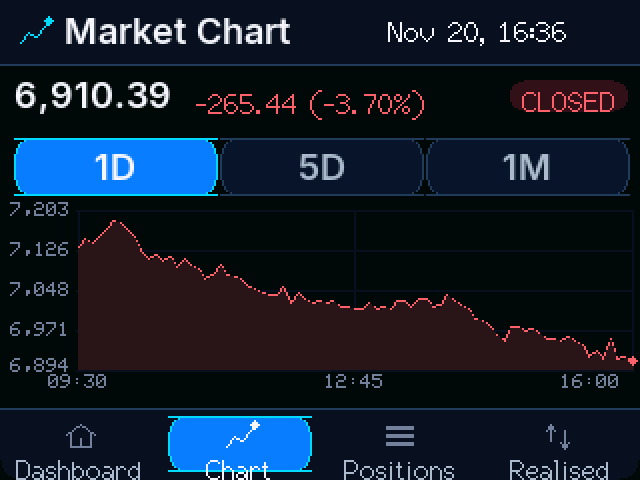 Market Chart Nov 20, 16:36
6,910.39 -265.44 (-3.70%) CLOSED
1D 5D 1M
7,203
7,126
7,048
6,971
6,894
09:30 12:45 16:00
Dashboard Chart Positions Realised